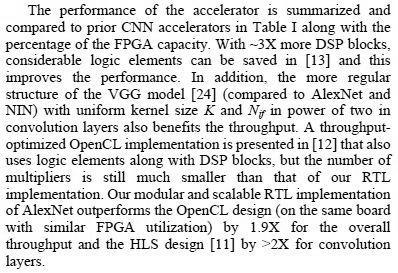 The performance of the accelerator is summarized and
compared to prior CNN accelerators in Table I along with the
percentage of the FPGA capacity. With ~3X more DSP blocks,
considerable logic elements can be saved in [13] and this
improves the performance. In addition, the more regular
structure of the VGG model [24] (compared to AlexNet and
NIN) with uniform kernel size K and Nif in power of two in
convolution layers also benefits the throughput. A throughput-
optimized OpenCL implementation is presented in [12] that also
uses logic elements along with DSP blocks, but the number of
multipliers is still much smaller than that of our RTL
implementation. Our modular and scalable RTL implementation
of AlexNet outperforms the OpenCL design (on the same board
with similar FPGA utilization) by 1.9X for the overall
throughput and the HLS design [11] by >2X for convolution
layers.